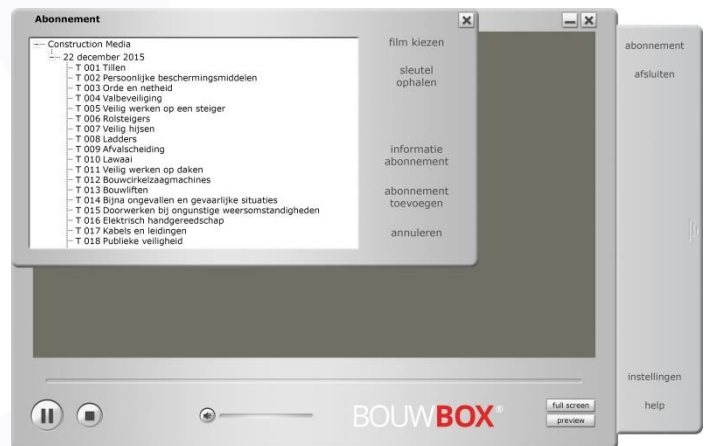 Abonnement
Construction Media
22 december 2015
T 001 Tillen
T 002 Persoonlijke beschermingsmiddelen
T 003 Orde en netheid
T 004 Valbeveiliging
T 005 Veilig werken op een steiger
T 006 Rolsteigers
T 007 Veilig hijsen
T 008 Ladders
T 009 Afvalscheiding
T 010 Lawaai
T 011 Veilig werken op daken
T 012 Bouwcirkelzaagmachines
T 013 Bouwliften
T 014 Bijna ongevallen en gevaarlijke situaties
T 015 Doorwerken bij ongunstige weersomstandigheden
T 016 Elektrisch handgereedschap
T 017 Kabels en leidingen
T 018 Publieke veiligheid
film kiezen
sleutel
ophalen
informatie
abonnement
abonnement
toevoegen
annuleren
abonnement
afsluiten
instellingen
help
BOUWBOX®
full screen
preview